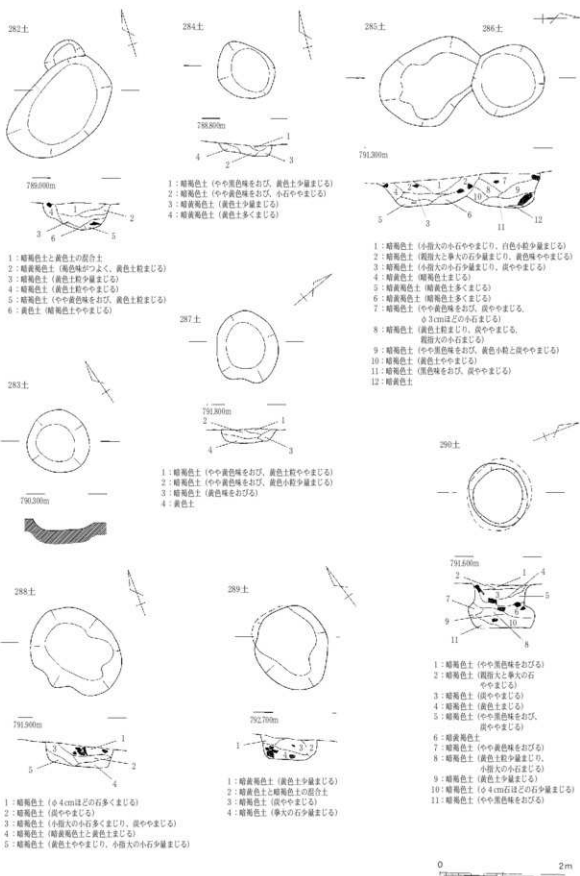 282土
789,000m
1：暗褐色土と黄色土の混合土
2：暗黄褐色土（褐色味がつよく、黄色土粒まじる）
3：暗褐色土（黄色土粒少量まじる）
4：暗褐色土（黄色土粒ややまじる）
5：暗褐色土（やや黄色味をおび、黄色土粒まじる）
6：黄色土（暗褐色土ややまじる）
283土
790,300m
284土
788,800m
1：暗褐色土（やや黒色味をおび、黄色土少量まじる）
2：暗褐色土（やや黄色味をおび、小石ややまじる）
3：暗黄褐色土（黄色土少量まじる）
4：暗黄褐色土（黄色土多くまじる）
285土
286土
791,300m
1：暗褐色土（小指大の小石ややまじり、白色小粒少量まじる）
2：暗褐色土（親指大と拳大の石少量まじり、黄色味ややまじる）
3：暗褐色土（小指大の小石少量まじり、炭ややまじる）
4：暗黄色土（暗褐色土まじる）
5：暗黄褐色土（暗黄色土多くまじる）
6：暗黄褐色土（暗褐色土多くまじる）
7：暗褐色土（やや黄色味をおび、炭ややまじる、
φ3cmほどの小石まじる）
8：暗褐色土（黄色土粒まじり、炭ややまじる、
親指大の小石まじる）
9：暗褐色土（やや黒色味をおび、黄色小粒と炭ややまじる）
10：暗褐色土（黄色土ややまじる）
11：暗褐色土（黒色味をおび、炭ややまじる）
12：暗黄色土
287土
791,800m
1：暗褐色土（やや黄色味をおび、黄色土粒ややまじる）
2：暗褐色土（やや黄色味をおび、黄色小粒少量まじる）
3：暗褐色土（黄色味をおびる）
4：黄色土
288土
791,900m
1：暗褐色土（φ4cmほどの石多くまじる）
2：暗褐色土（炭ややまじる）
3：暗褐色土（小指大の小石多くまじり、炭ややまじる）
4：暗褐色土（暗黄褐色土と黄色土まじる）
5：暗褐色土（黄色土ややまじり、小指大の小石少量まじる）
289土
792,700m
1：暗黄褐色土（黄色土少量まじる）
2：暗黄色土と暗褐色土の混合土
3：暗褐色土（炭ややまじる）
4：暗褐色土（拳大の石少量まじる）
290土
791,600m
1：暗褐色土（やや黒色味をおびる）
2：暗褐色土（親指大と拳大の石
ややまじる）
3：暗褐色土（炭ややまじる）
4：暗褐色土（黄色土まじる）
5：暗褐色土（やや黒色味をおび、
炭ややまじる）
6：暗黄褐色土
7：暗褐色土（やや黄色味をおびる）
8：暗褐色土（黄色土粒少量まじり、
小指大の小石まじる）
9：暗褐色土（黄色土少量まじる）
10：暗褐色土（φ4cm石ほどの石少量まじる）
11：暗褐色土（やや黒色味をおびる）
0 2m